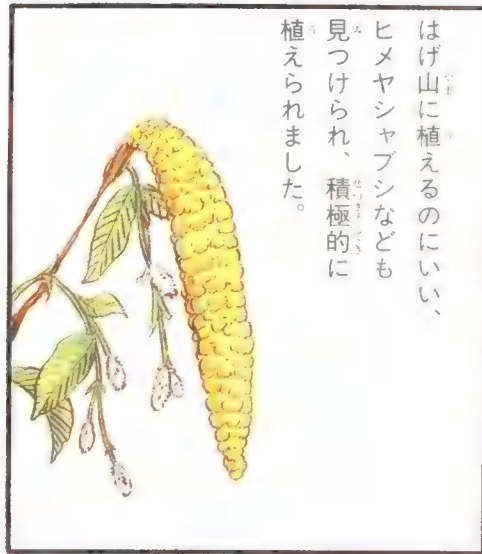 はげ山に植えるのにいい、
ヒメヤシャブシなども
見つけられ、積極的に
植えられました。